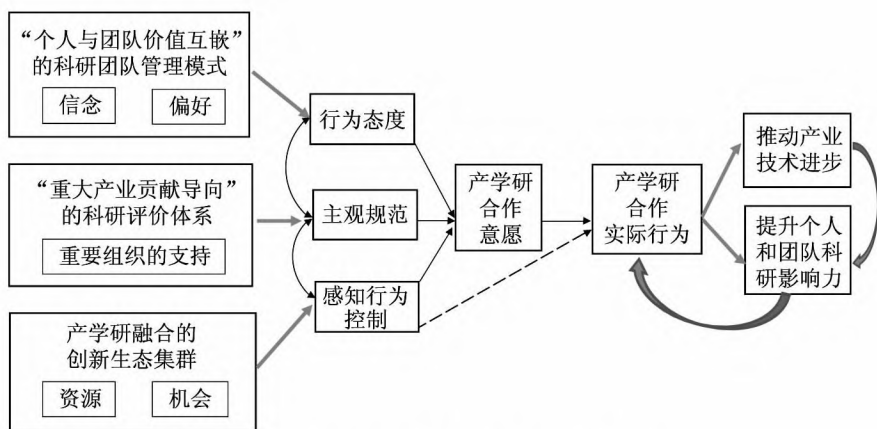 “个人与团队价值互嵌”
的科研团队管理模式
信念
偏好
“重大产业贡献导向”
的科研评价体系
重要组织的支持
产学研融合的
创新生态集群
资源
机会
行为态度
主观规范
感知行为
控制
产学研
合作
意愿
产学研
合作
实际行为
推动产业
技术进步
提升个人
和团队科
研影响力